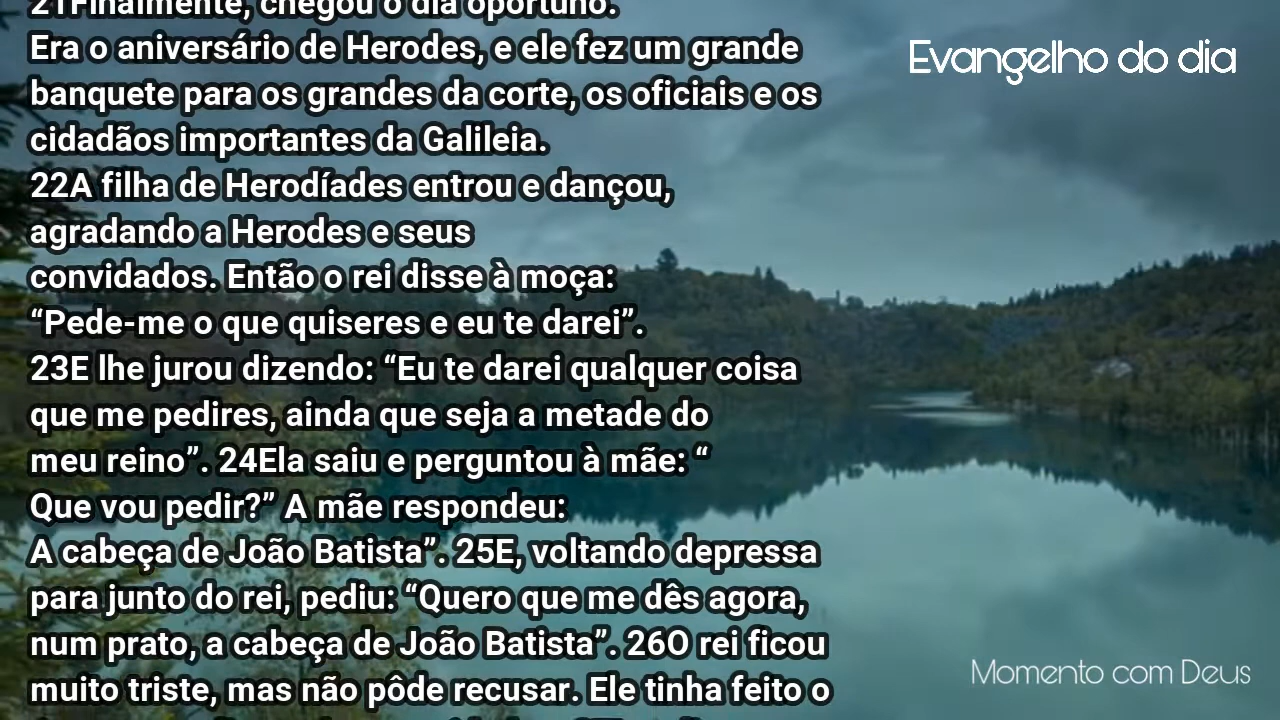 21Finalmente, chegou o dia oportuno.
Era o aniversário de Herodes, e ele fez um grande
banquete para os grandes da corte, os oficiais e os
cidadãos importantes da Galileia.
22A filha de Herodíades entrou e dançou,
agradando a Herodes e seus
convidados. Então o rei disse à moça:
“Pede-me o que quiseres e eu te darei”.
23E lhe jurou dizendo: “Eu te darei qualquer coisa
que me pedires, ainda que seja a metade do
meu reino”. 24Ela saiu e perguntou à mãe: “
Que vou pedir?” A mãe respondeu:
A cabeça de João Batista”. 25E, voltando depressa
para junto do rei, pediu: “Quero que me dês agora,
num prato, a cabeça de João Batista”. 26O rei ficou
muito triste, mas não pôde recusar. Ele tinha feito o
Evangelho do dia
Momento com Deus